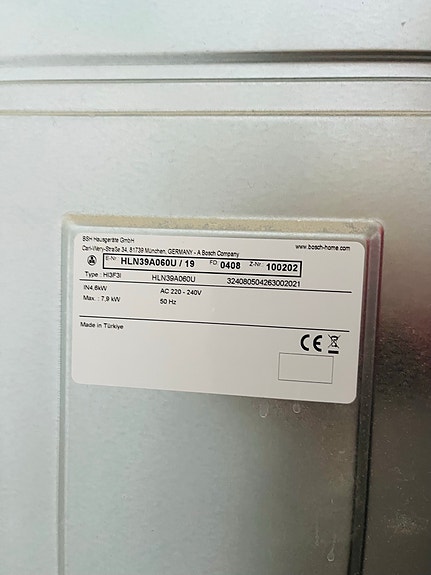 BSH Hausgeräte GmbH
Carl-Wery-Straße 34, 81739 München, GERMANY - A Bosch Company www.bosch-home.com
E-Nr. HLN39A060U / 19 FD 0408 Z-Nr.: 100202
Type : HI3F3I HLN39A060U 324080504263002021
IN4,6kW AC 220 - 240V
Max. : 7,9 kW 50 Hz
Made in Türkiye
CE